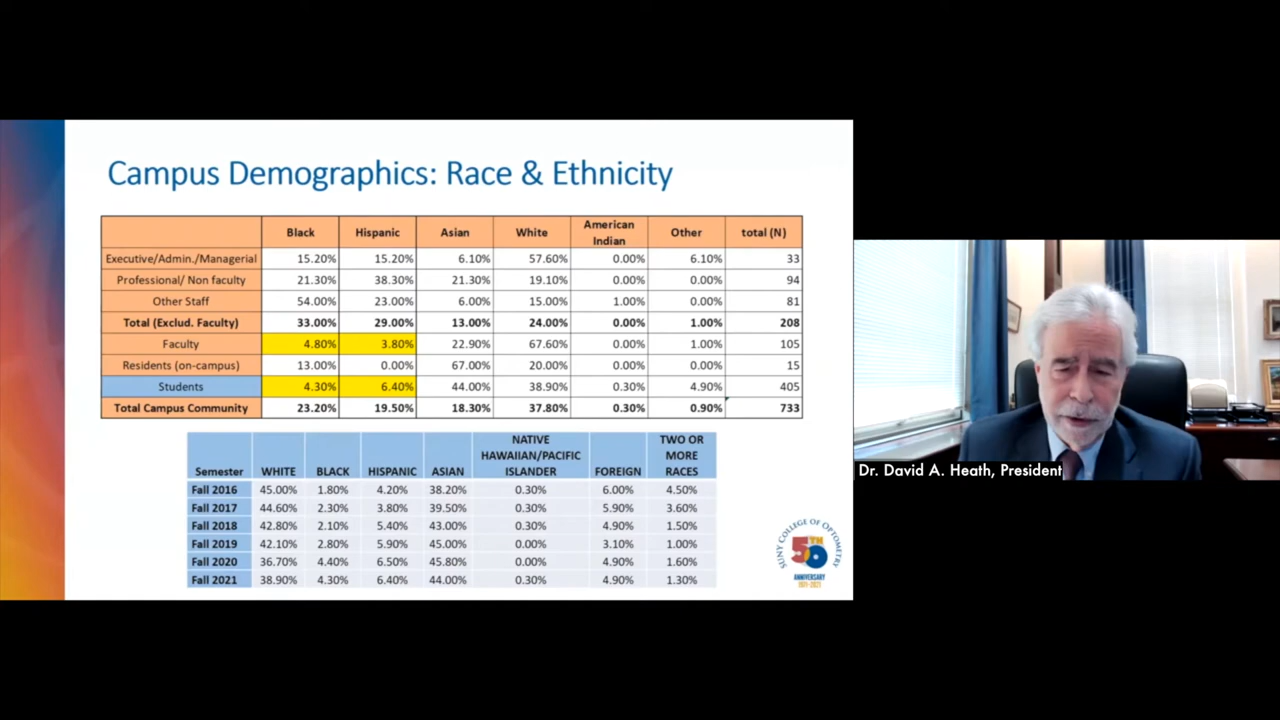 Campus Demographics: Race & Ethnicity
Black Hispanic Asian White American Indian Other total (N)
Executive/Admin./Managerial 15.20% 15.20% 6.10% 57.60% 0.00% 6.10% 33
Professional/ Non faculty 21.30% 38.30% 21.30% 19.10% 0.00% 0.00% 94
Other Staff 54.00% 23.00% 6.00% 15.00% 1.00% 0.00% 81
Total (Exclud. Faculty) 33.00% 29.00% 13.00% 24.00% 0.00% 1.00% 208
Faculty 4.80% 3.80% 22.90% 67.60% 0.00% 1.00% 105
Residents (on-campus) 13.00% 0.00% 67.00% 20.00% 0.00% 0.00% 15
Students 4.30% 6.40% 44.00% 38.90% 0.30% 4.90% 405
Total Campus Community 23.20% 19.50% 18.30% 37.80% 0.30% 0.90% 733
Semester WHITE BLACK HISPANIC ASIAN NATIVE HAWAIIAN/PACIFIC ISLANDER FOREIGN TWO OR MORE RACES
Fall 2016 45.00% 1.80% 4.20% 38.20% 0.30% 6.00% 4.50%
Fall 2017 44.60% 2.30% 3.80% 39.50% 0.30% 5.90% 3.60%
Fall 2018 42.80% 2.10% 5.40% 43.00% 0.30% 4.90% 1.50%
Fall 2019 42.10% 2.80% 5.90% 45.00% 0.00% 3.10% 1.00%
Fall 2020 36.70% 4.40% 6.50% 45.80% 0.00% 4.90% 1.60%
Fall 2021 38.90% 4.30% 6.40% 44.00% 0.30% 4.90% 1.30%
SUNY COLLEGE OF OPTOMETRY
50TH
ANNIVERSARY
1971-2021
Dr. David A. Heath, President